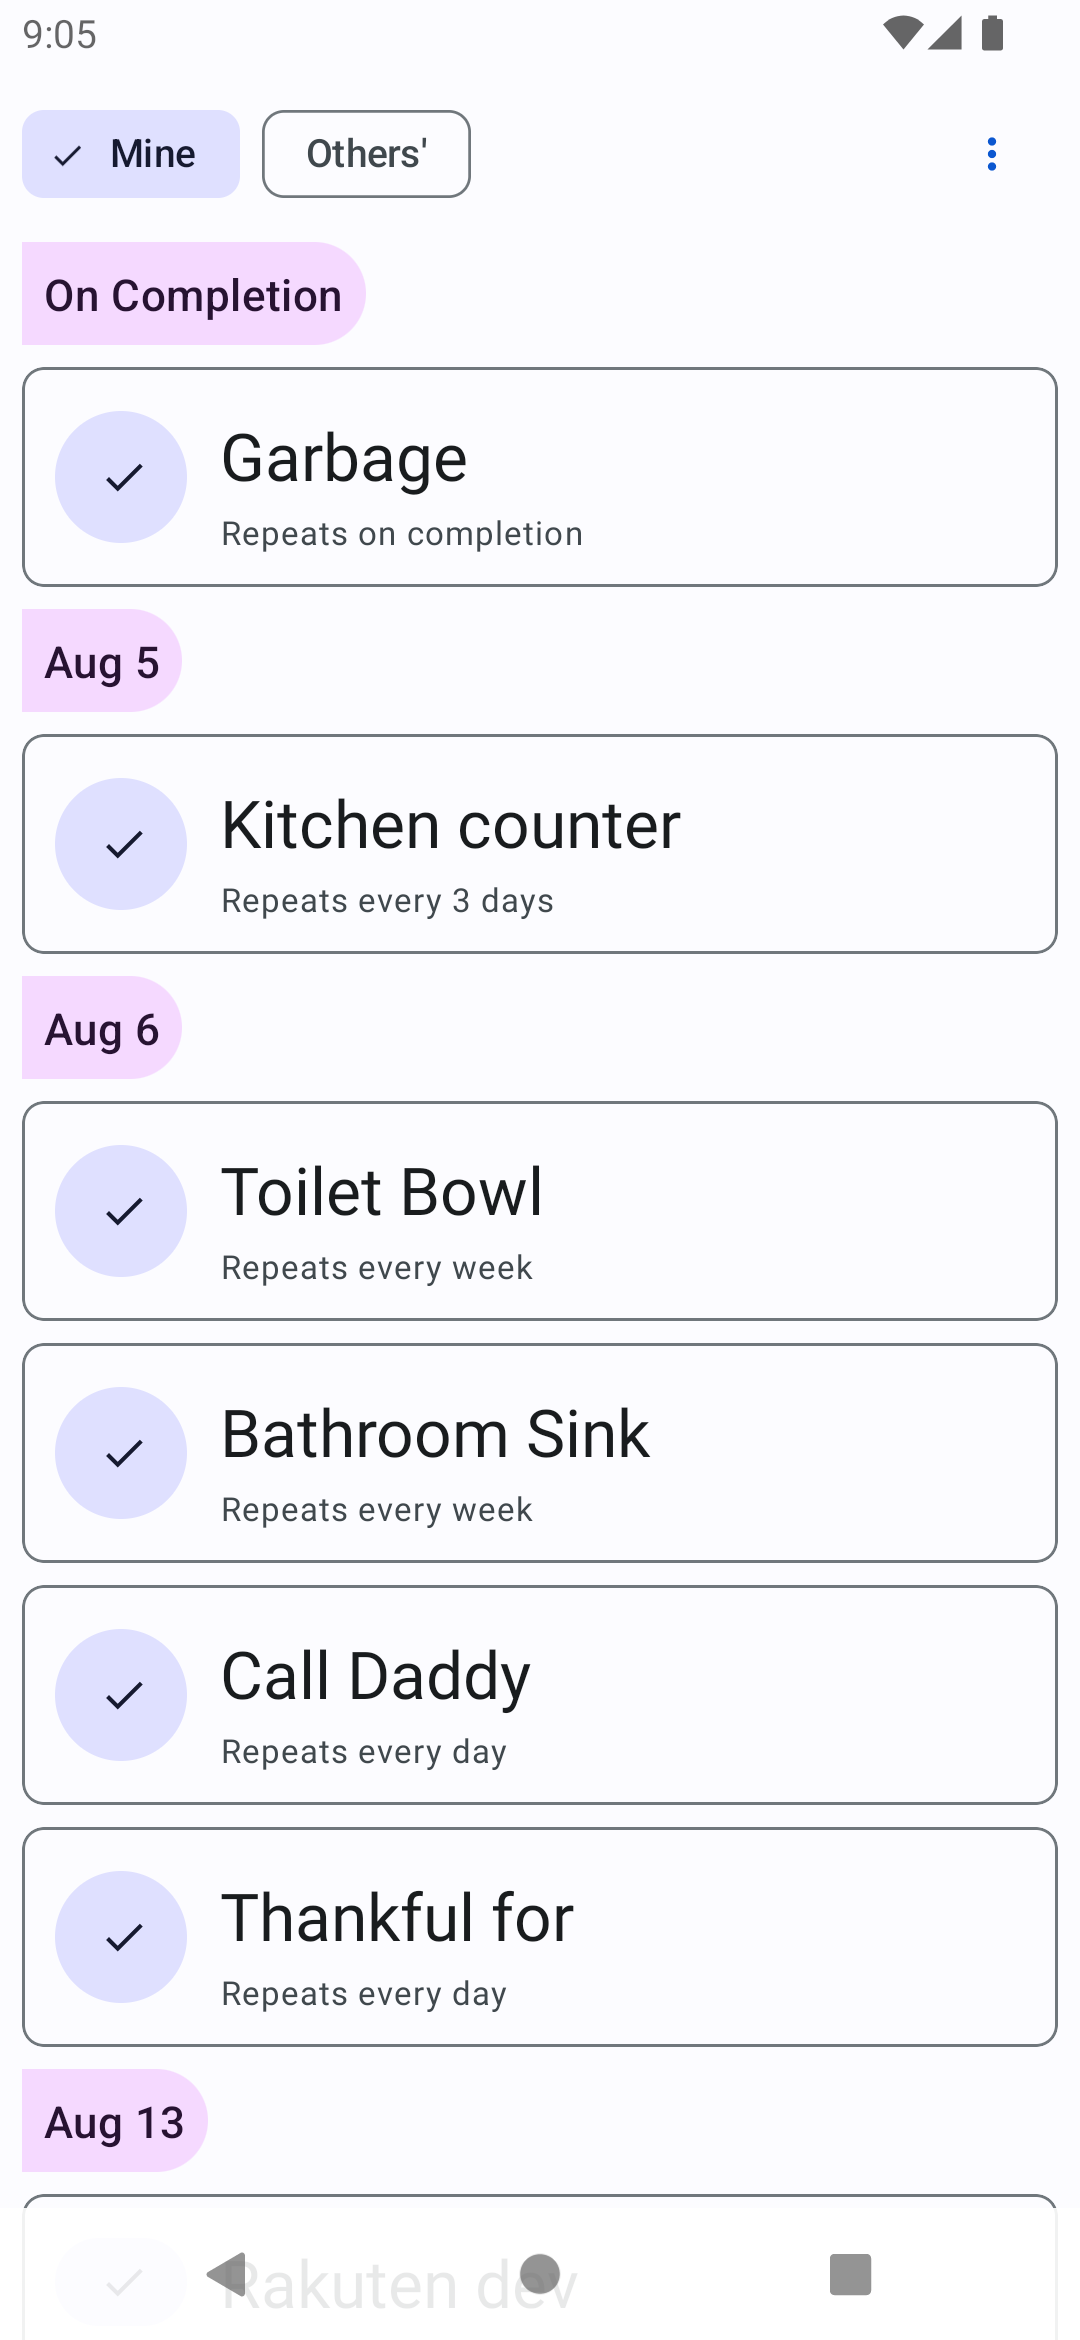 9:05
Mine
Others'
On Completion
Garbage
Repeats on completion
Aug 5
Kitchen counter
Repeats every 3 days
Aug 6
Toilet Bowl
Repeats every week
Bathroom Sink
Repeats every week
Call Daddy
Repeats every day
Thankful for
Repeats every day
Aug 13
Rakuten dev